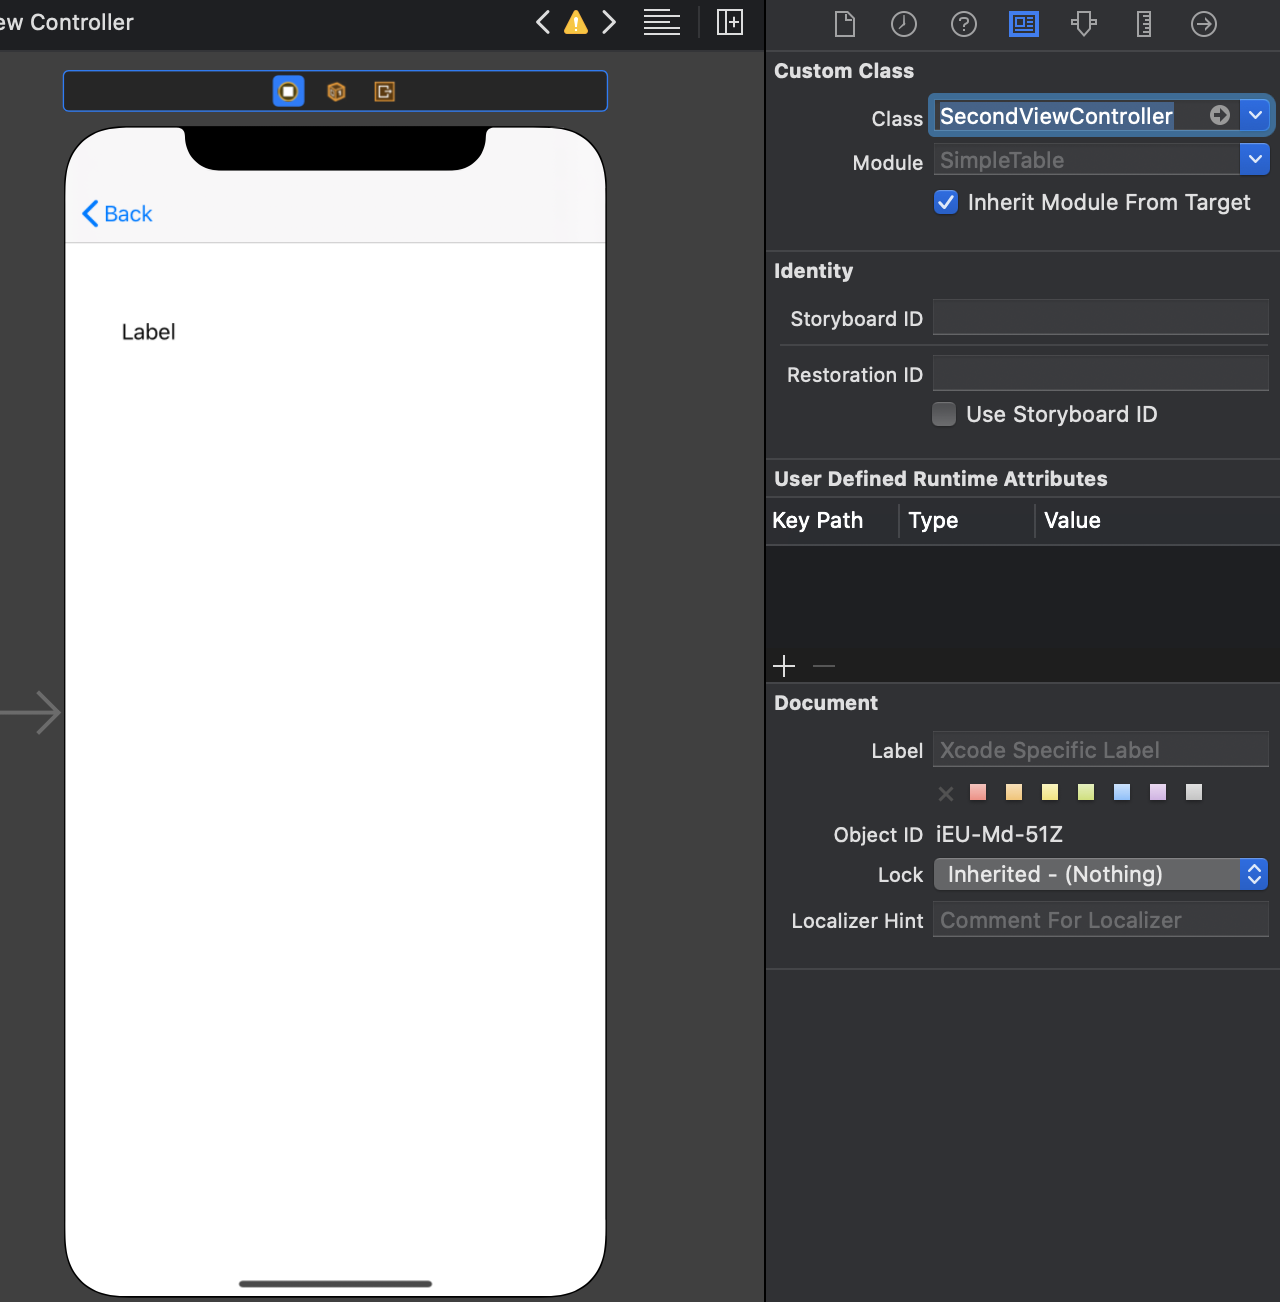 ew Controller
Back
Label
Custom Class
Class SecondViewController
Module SimpleTable
Inherit Module From Target
Identity
Storyboard ID
Restoration ID
Use Storyboard ID
User Defined Runtime Attributes
Key Path Type Value
Document
Label Xcode Specific Label
Object ID iEU-Md-51Z
Lock Inherited - (Nothing)
Localizer Hint Comment For Localizer